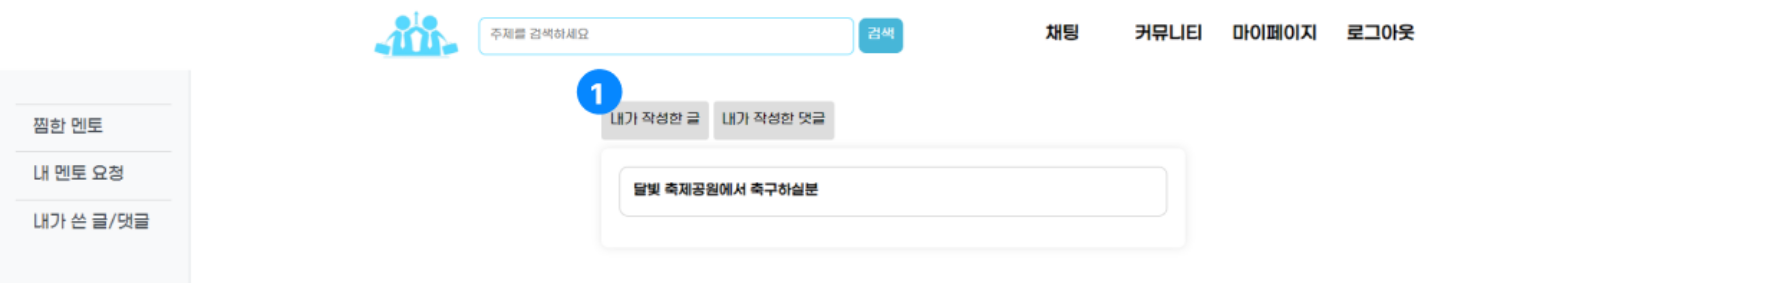 주제를 검색하세요
검색
채팅
커뮤니티
마이페이지
로그아웃
찜한 멘토
내 멘토 요청
내가 쓴 글/댓글
1
내가 작성한 글
내가 작성한 댓글
달빛 축제공원에서 축구하실분